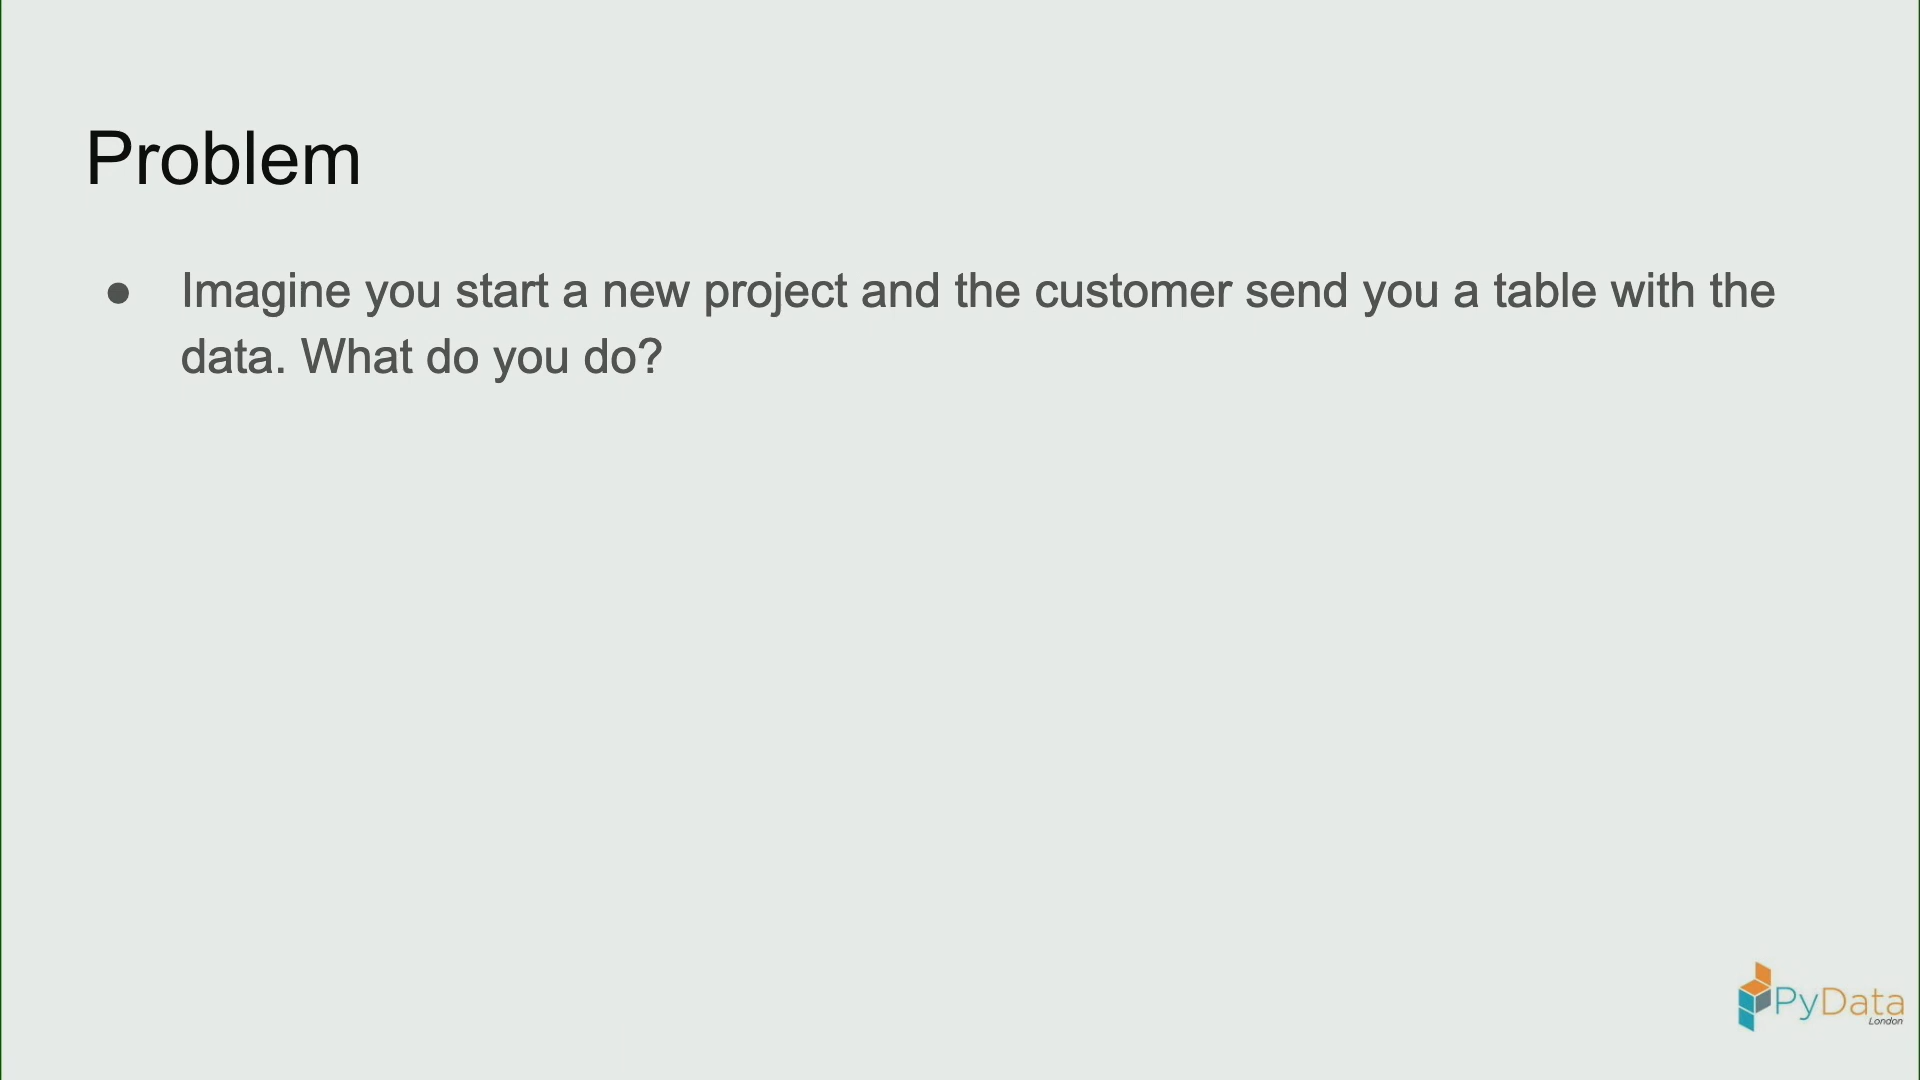 Problem
● Imagine you start a new project and the customer send you a table with the
data. What do you do?
PyData
London